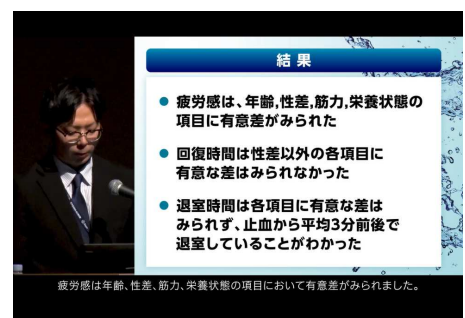 結果
● 疲労感は、年齢,性差,筋力,栄養状態の
項目に有意差がみられた
● 回復時間は性差以外の各項目に
有意な差はみられなかった
● 退室時間は各項目に有意な差は
みられず、止血から平均3分前後で
退室していることがわかった
疲労感は年齢、性差、筋力、栄養状態の項目において有意差がみられました。